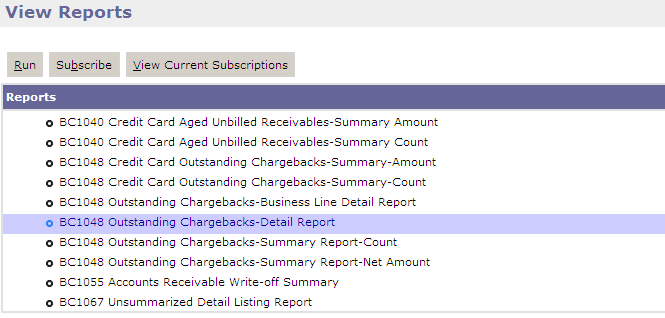 View Reports
Run Subscribe View Current Subscriptions
Reports
BC1040 Credit Card Aged Unbilled Receivables-Summary Amount
BC1040 Credit Card Aged Unbilled Receivables-Summary Count
BC1048 Credit Card Outstanding Chargebacks-Summary-Amount
BC1048 Credit Card Outstanding Chargebacks-Summary-Count
BC1048 Outstanding Chargebacks-Business Line Detail Report
BC1048 Outstanding Chargebacks-Detail Report
BC1048 Outstanding Chargebacks-Summary Report-Count
BC1048 Outstanding Chargebacks-Summary Report-Net Amount
BC1055 Accounts Receivable Write-off Summary
BC1067 Unsummarized Detail Listing Report